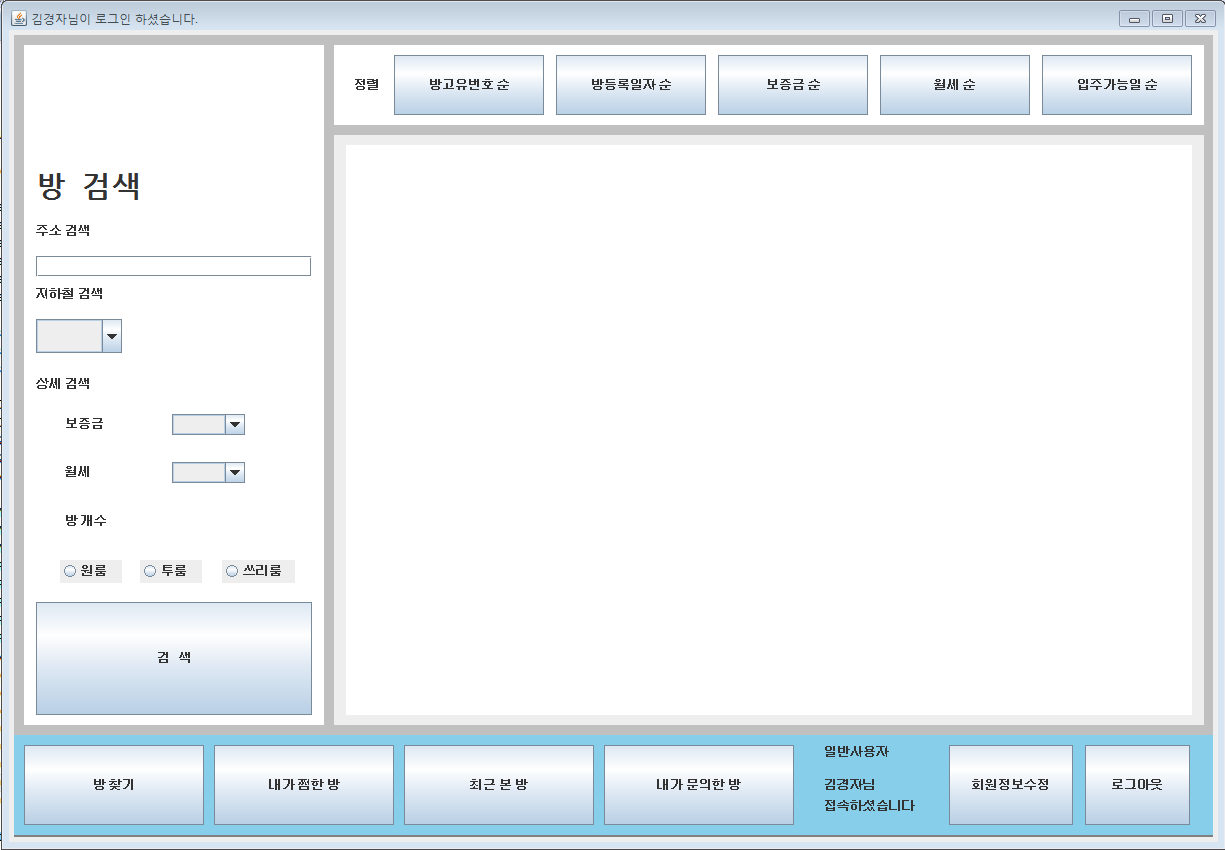 김경자님이 로그인 하셨습니다.
정렬
방고유번호 순
방등록일자 순
보증금 순
월세 순
입주가능일 순
방 검색
주소 검색
지하철 검색
상세 검색
보증금
월세
방개수
원룸
투룸
쓰리룸
검 색
방 찾기
내가 찜한 방
최근 본 방
내가 문의한 방
일반사용자
김경자님
접속하셨습니다
회원정보수정
로그아웃